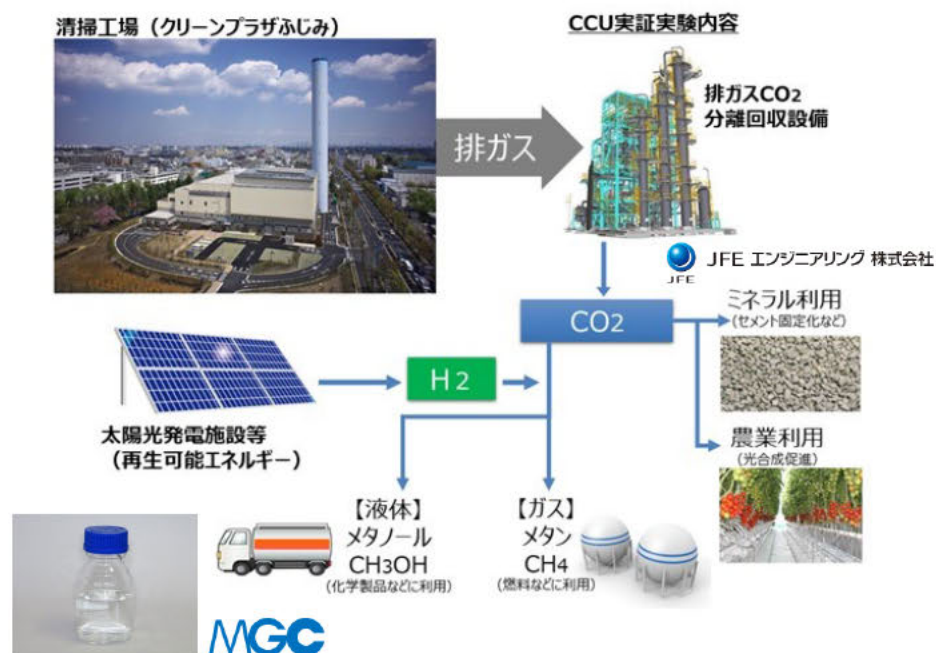 清掃工場（クリーンプラザふじみ）
CCU実証実験内容
排ガス
排ガスCO2
分離回収設備
JFE
JFE エンジニアリング 株式会社
CO2
ミネラル利用
（セメント固定化など）
H2
太陽光発電施設等
（再生可能エネルギー）
農業利用
（光合成促進）
【液体】
メタノール
CH3OH
（化学製品などに利用）
【ガス】
メタン
CH4
（燃料などに利用）
MGC